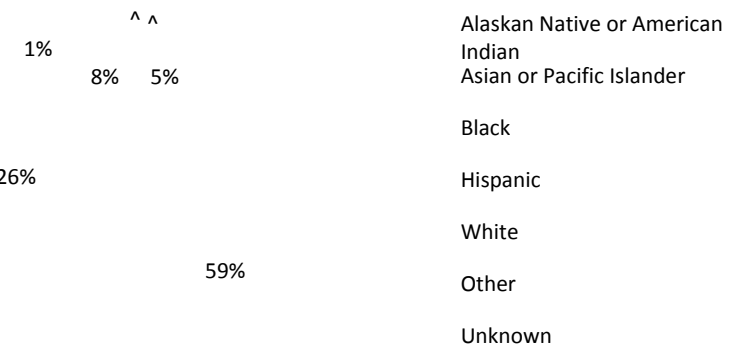 ^ ^
1%
8% 5%
26%
59%
Alaskan Native or American
Indian
Asian or Pacific Islander
Black
Hispanic
White
Other
Unknown